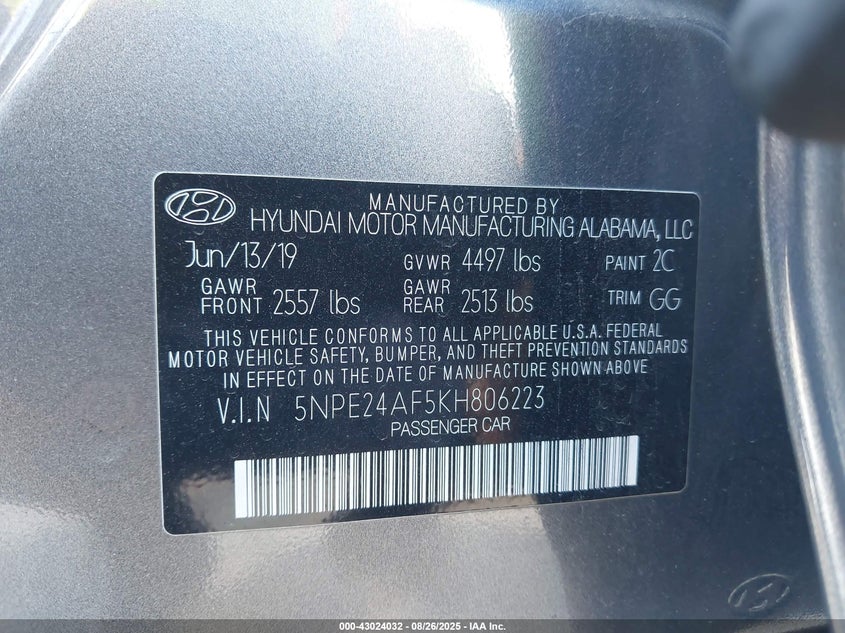 MANUFACTURED BY
HYUNDAI MOTOR MANUFACTURING ALABAMA, LLC
Jun/13/19 GVWR 4497 lbs PAINT 2C
GAWR FRONT 2557 lbs GAWR REAR 2513 lbs TRIM GG
THIS VEHICLE CONFORMS TO ALL APPLICABLE U.S.A. FEDERAL
MOTOR VEHICLE SAFETY, BUMPER, AND THEFT PREVENTION STANDARDS
IN EFFECT ON THE DATE OF MANUFACTURE SHOWN ABOVE
V.I.N 5NPE24AF5KH806223
PASSENGER CAR
000-43024032 - 08/26/2025 - IAA Inc.